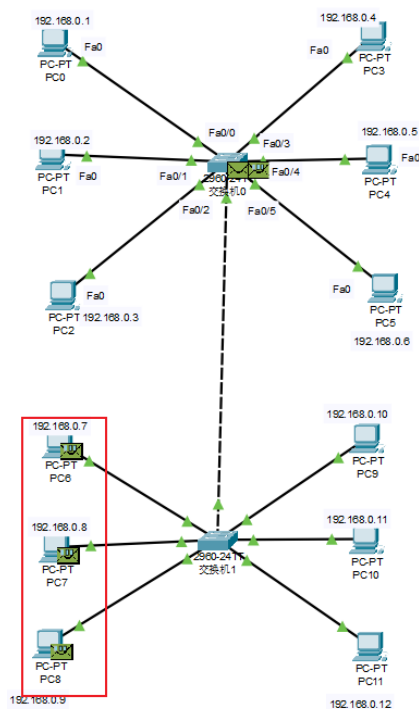 192.168.0.1
192.168.0.4
Fa0
Fa0
PC-PT
PC0
PC-PT
PC3
Fa0/0
192.168.0.2
Fa0/3
192.168.0.5
PC-PT
PC1
Fa0
Fa0/1
2960-24TT
交换机0
Fa0/4
Fa0
PC-PT
PC4
Fa0/2
Fa0/5
Fa0
PC-PT
PC2
192.168.0.3
Fa0
PC-PT
PC5
192.168.0.6
192.168.0.7
PC-PT
PC6
192.168.0.10
PC-PT
PC9
192.168.0.8
PC-PT
PC7
192.168.0.11
PC-PT
PC10
2960-24TT
交换机1
PC-PT
PC8
192.168.0.9
PC-PT
PC11
192.168.0.12